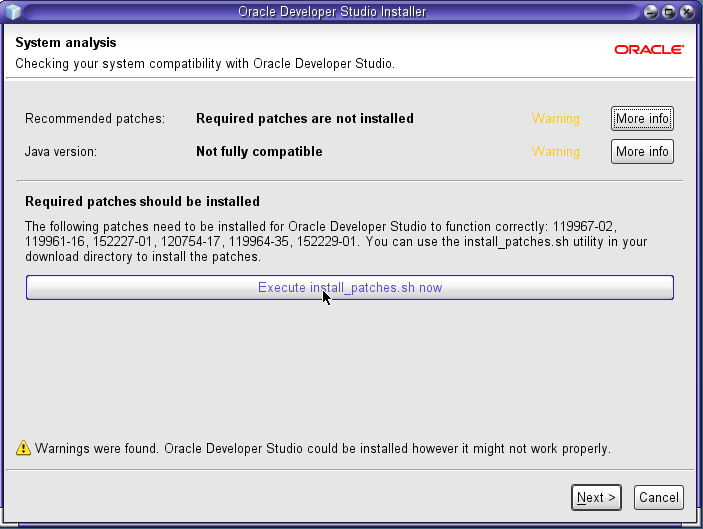 Oracle Developer Studio Installer
System analysis
Checking your system compatibility with Oracle Developer Studio.
ORACLE
Recommended patches: Required patches are not installed Warning More info
Java version: Not fully compatible Warning More info
Required patches should be installed
The following patches need to be installed for Oracle Developer Studio to function correctly: 119967-02,
119961-16, 152227-01, 120754-17, 119964-35, 152229-01. You can use the install_patches.sh utility in your
download directory to install the patches.
Execute install_patches.sh now
Warnings were found. Oracle Developer Studio could be installed however it might not work properly.
Next > Cancel